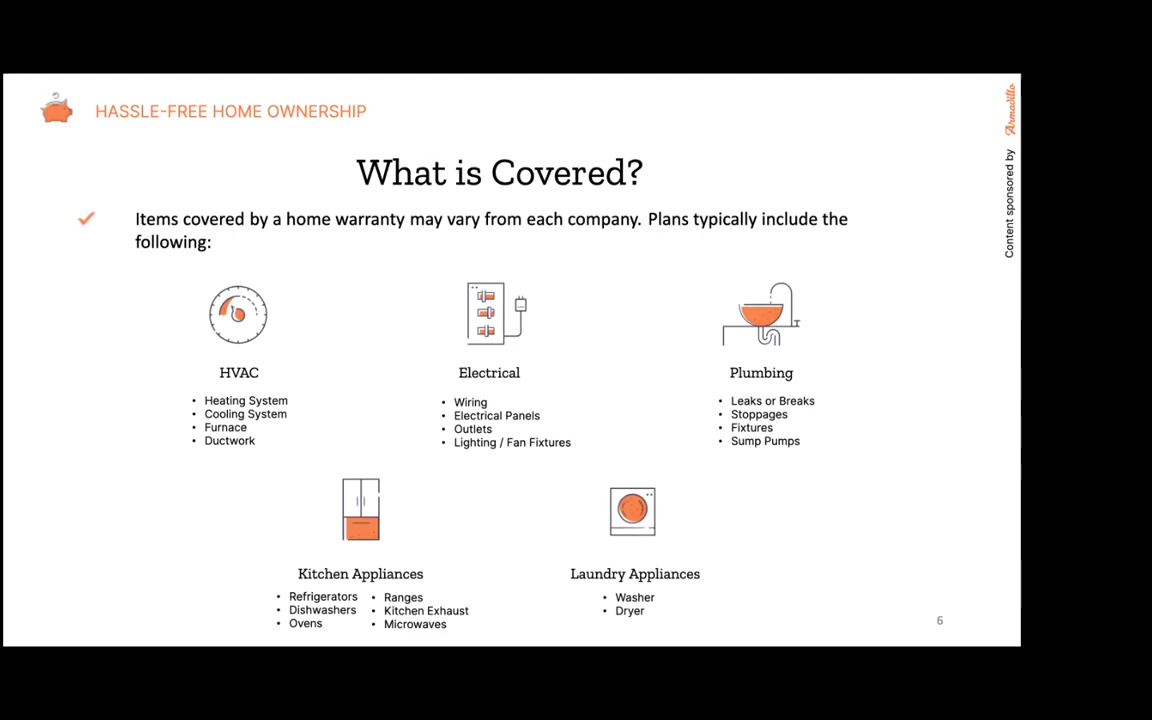 HASSLE-FREE HOME OWNERSHIP
Content sponsored by Armadillo
What is Covered?
Items covered by a home warranty may vary from each company. Plans typically include the
following:
HVAC
• Heating System
• Cooling System
• Furnace
• Ductwork
Electrical
• Wiring
• Electrical Panels
• Outlets
• Lighting / Fan Fixtures
Plumbing
• Leaks or Breaks
• Stoppages
• Fixtures
• Sump Pumps
Kitchen Appliances
• Refrigerators
• Dishwashers
• Ovens
• Ranges
• Kitchen Exhaust
• Microwaves
Laundry Appliances
• Washer
• Dryer
6